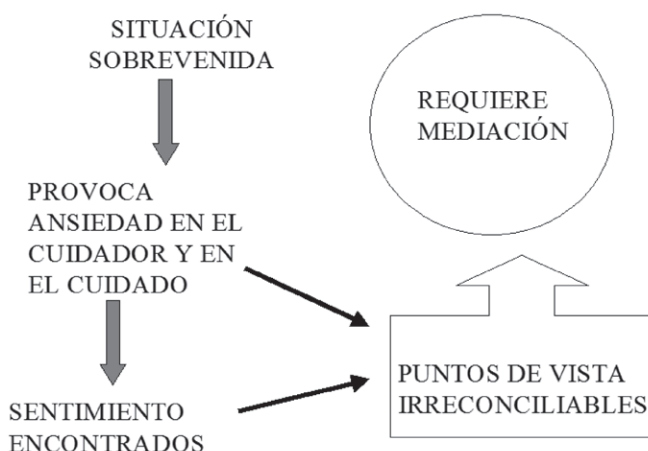 SITUACIÓN
SOBREVENIDA
PROVOCA
ANSIEDAD EN EL
CUIDADOR Y EN
EL CUIDADO
SENTIMIENTO
ENCONTRADOS
REQUIERE
MEDIACIÓN
PUNTOS DE VISTA
IRRECONCILIABLES